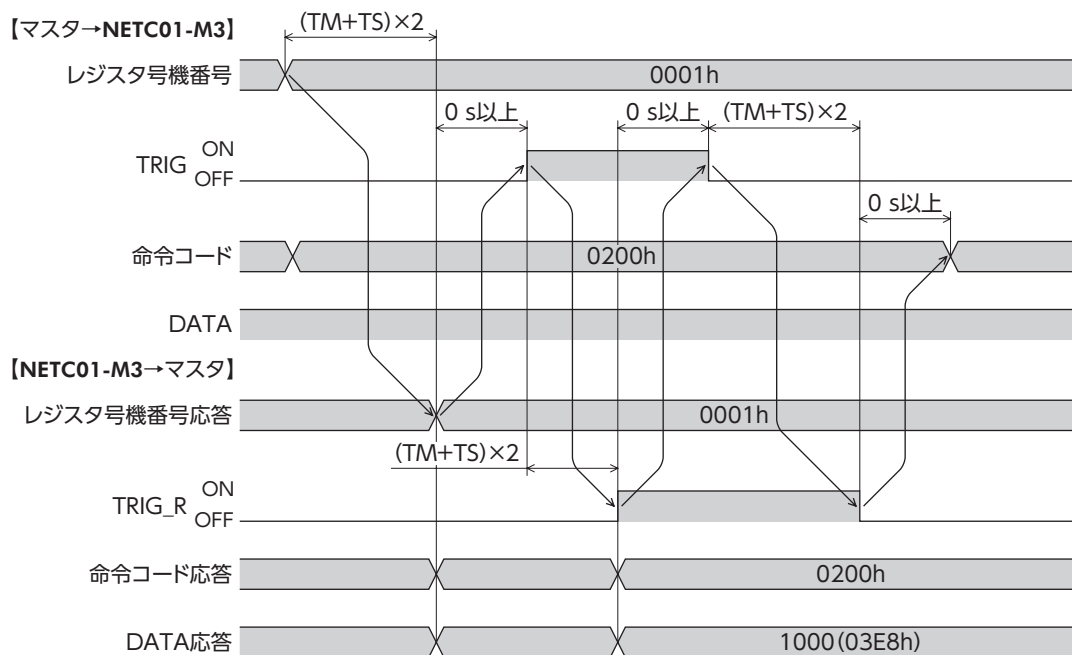 【マスタ→NETC01-M3】
(TM+TS)×2
レジスタ号機番号
0001h
0 s以上
0 s以上
(TM+TS)×2
TRIG
ON
OFF
0 s以上
命令コード
0200h
DATA
【NETC01-M3→マスタ】
レジスタ号機番号応答
0001h
(TM+TS)×2
TRIG_R
ON
OFF
命令コード応答
0200h
DATA応答
1000(03E8h)